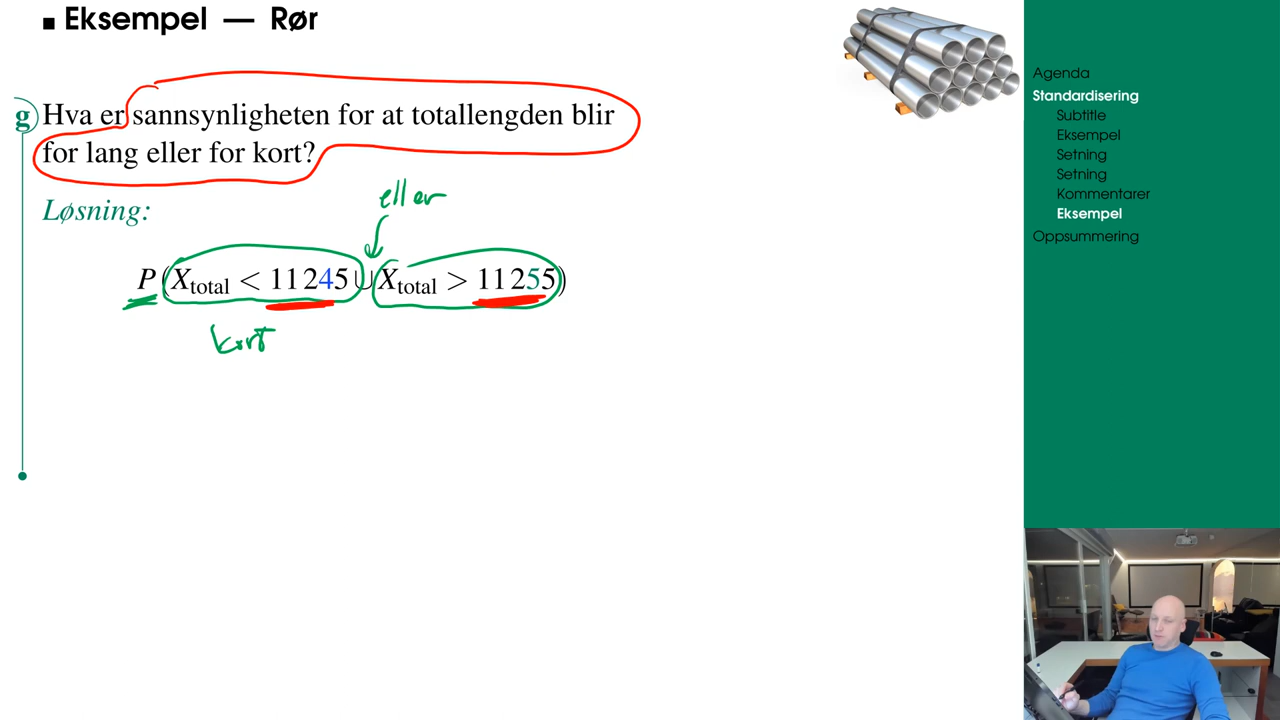 ▪ Eksempel — Rør
g Hva er sannsynligheten for at totallengden blir
for lang eller for kort?
Løsning:
eller
P(X_total < 11 245 ∪ X_total > 11 255)
kort
Agenda
Standardisering
Subtitle
Eksempel
Setning
Setning
Kommentarer
Eksempel
Oppsummering